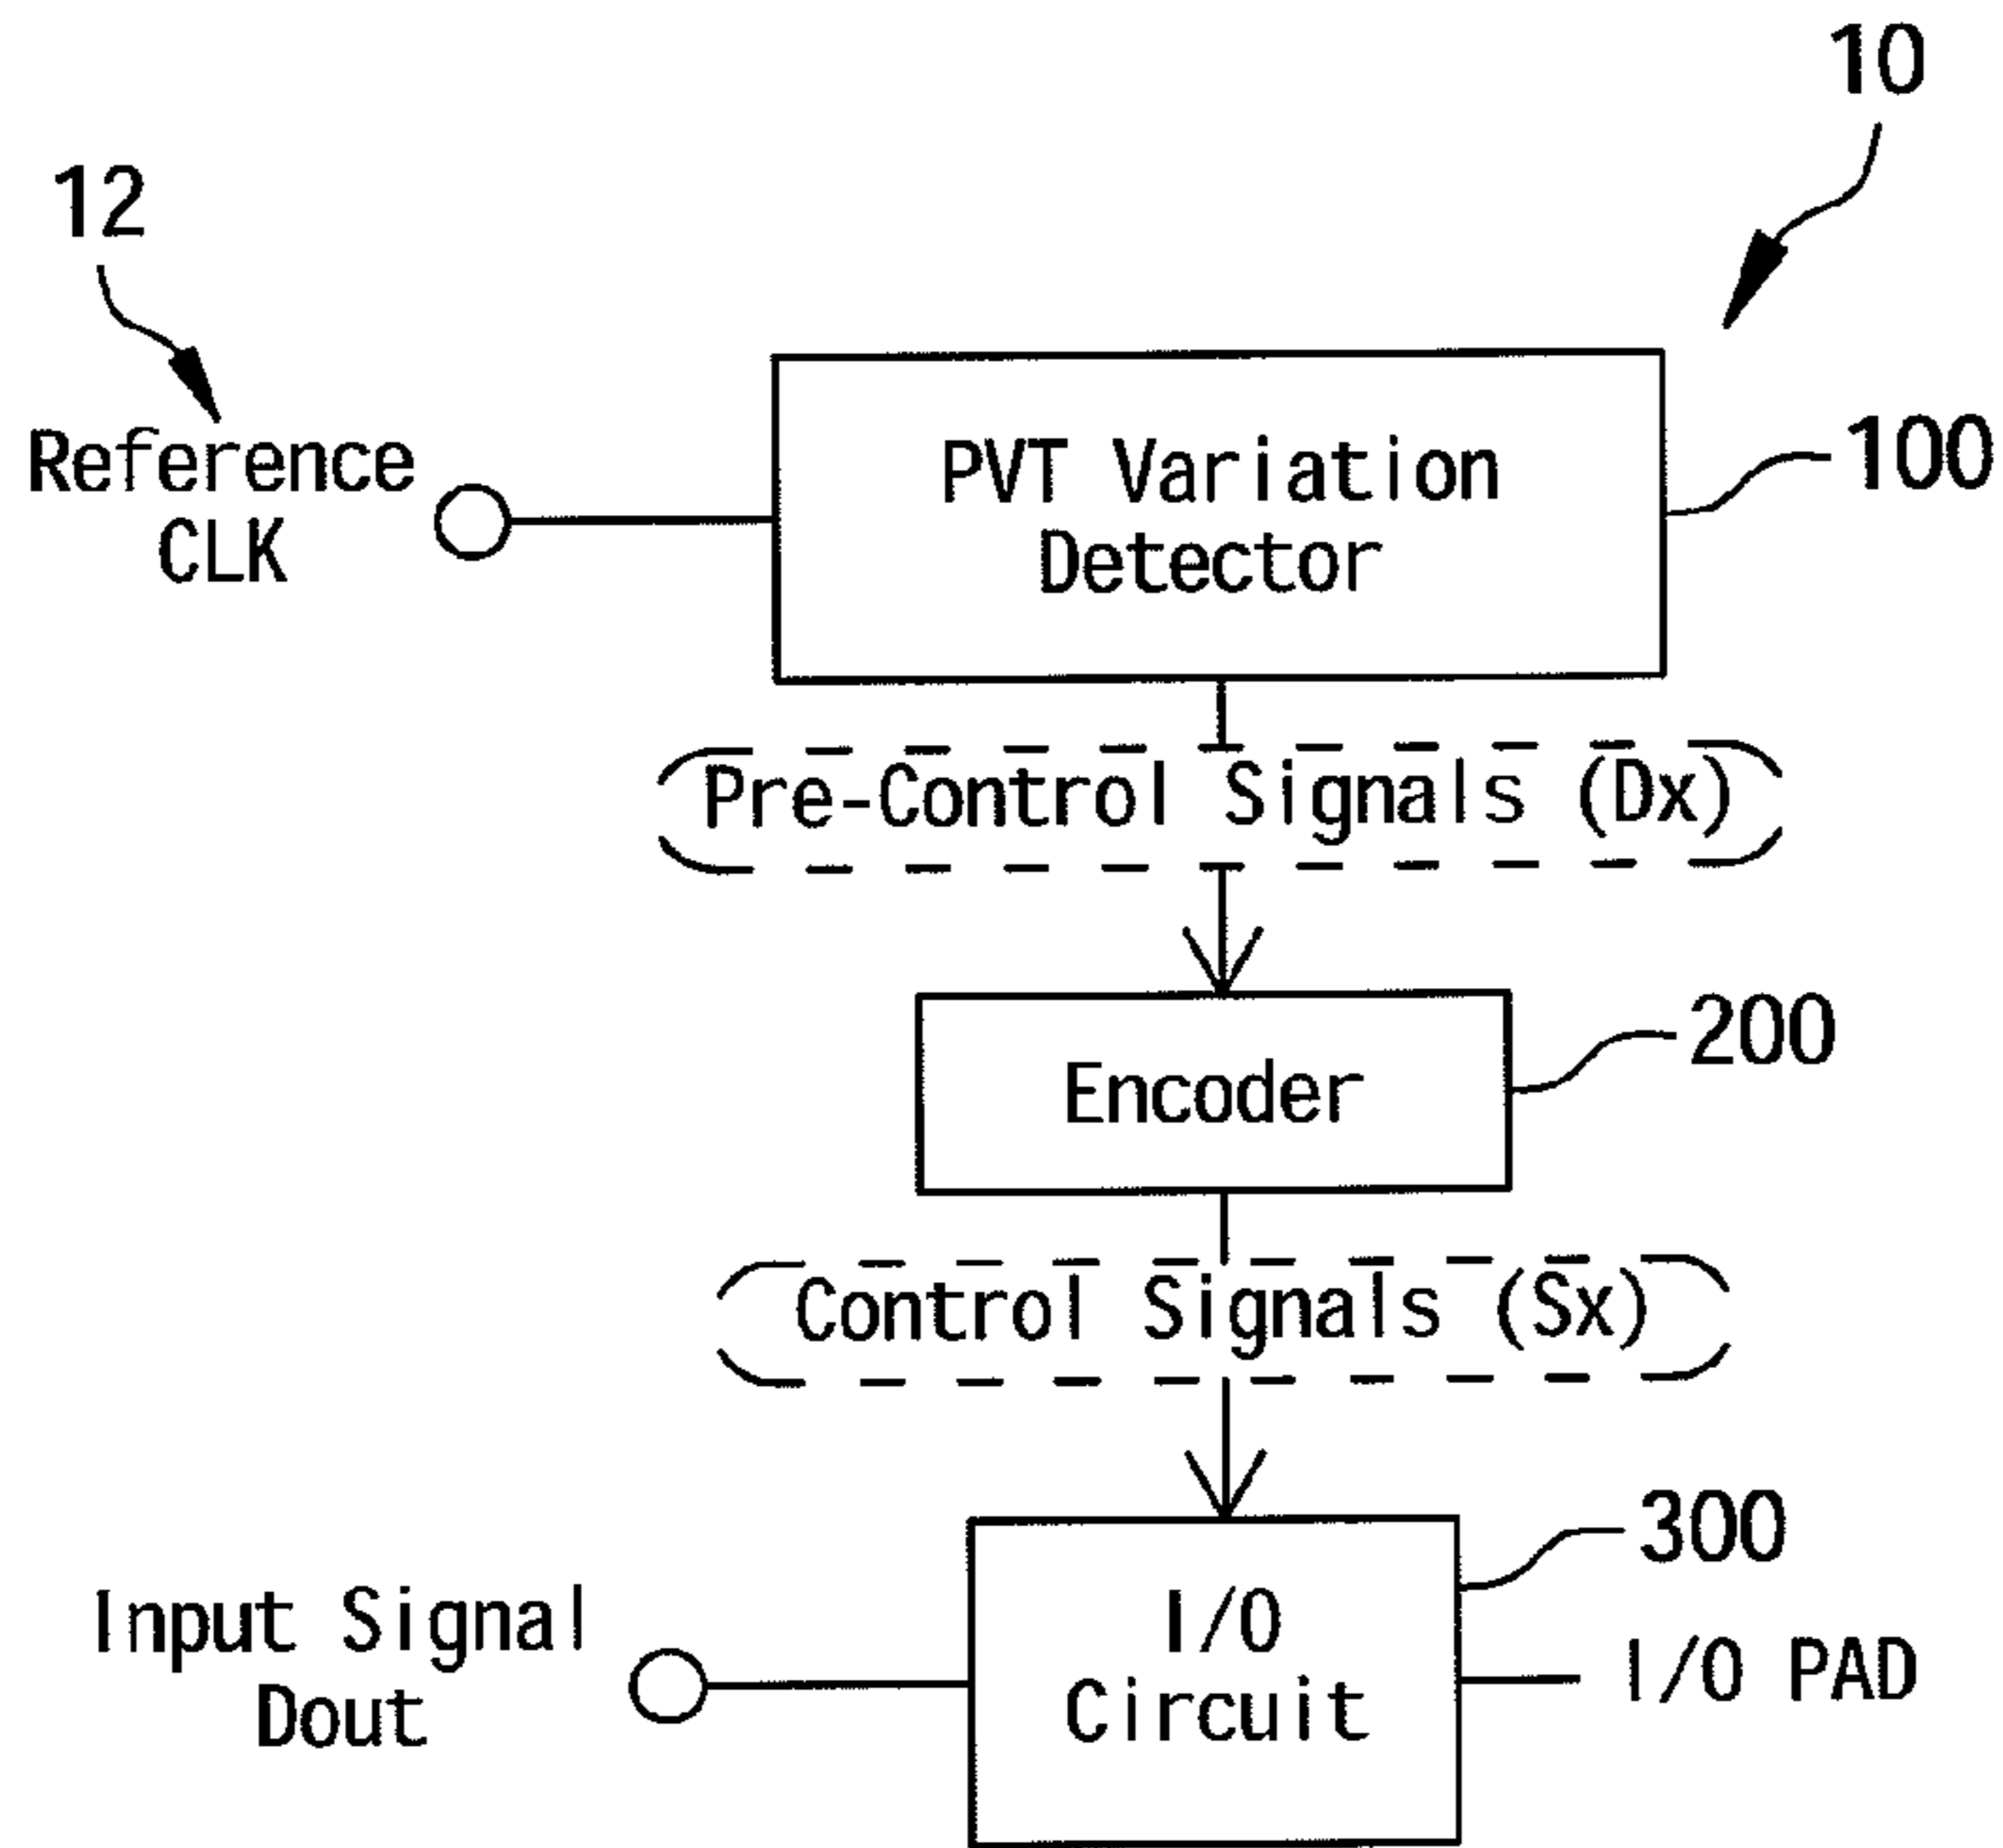 10
12
Reference
CLK
PVT Variation
Detector
100
Pre-Control Signals (Dx)
Encoder
200
Control Signals (Sx)
300
Input Signal
Dout
I/O
Circuit
I/O PAD